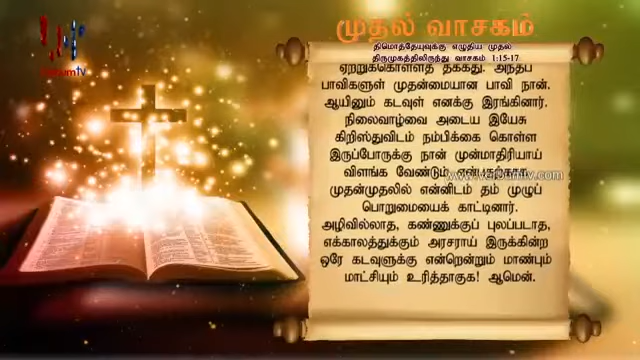 முதல் வாசகம்
திமொத்தேயுவுக்கு எழுதிய முதல்
திருமுகத்திலிருந்து வாசகம் 1:15-17
ஏற்றுக்கொள்ளத் தக்கது. அந்தப்
பாவிகளுள் முதன்மையான பாவி நான்.
ஆயினும் கடவுள் எனக்கு இரங்கினார்.
நிலைவாழ்வை அடைய இயேசு
கிறிஸ்துவிடம் நம்பிக்கை கொள்ள
இருப்போருக்கு நான் முன்மாதிரியாய்
விளங்க வேண்டும் என்பதற்காக
முதன்முதலில் என்னிடம் தம் முழுப்
பொறுமையைக் காட்டினார்.
அழிவில்லாத, கண்ணுக்குப் புலப்படாத,
எக்காலத்துக்கும் அரசராய் இருக்கின்ற
ஒரே கடவுளுக்கு என்றென்றும் மாண்பும்
மாட்சியும் உரித்தாகுக! ஆமென்.